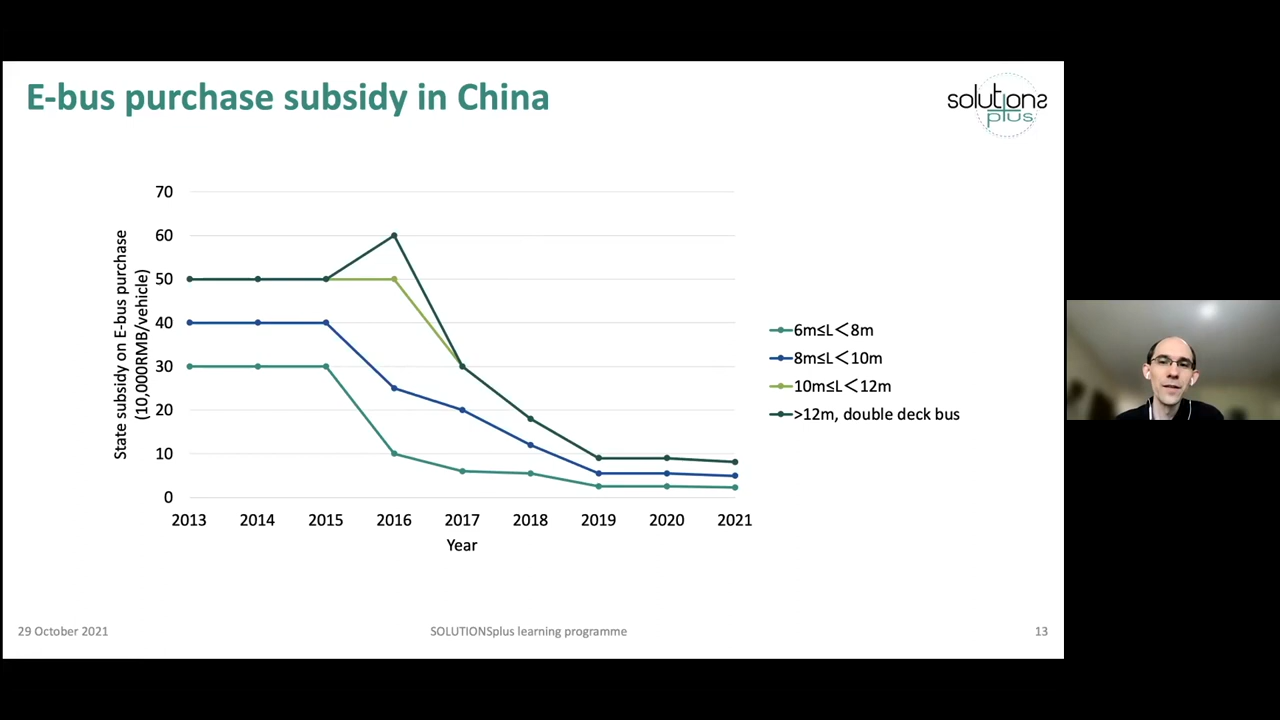 E-bus purchase subsidy in China
solutions
plus
State subsidy on E-bus purchase
(10,000RMB/vehicle)
70
60
50
40
30
20
10
0
2013 2014 2015 2016 2017 2018 2019 2020 2021
Year
6m≤L＜8m
8m≤L＜10m
10m≤L＜12m
>12m, double deck bus
29 October 2021
SOLUTIONSplus learning programme
13